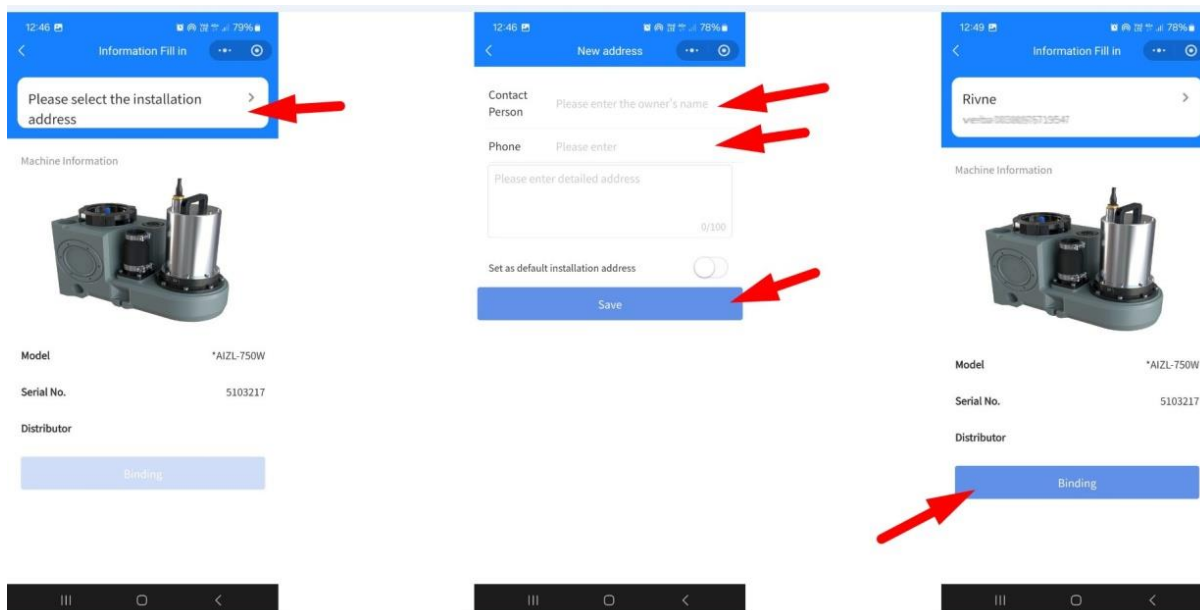 12:46
79%
Information Fill in
Please select the installation
address
Machine Information
Model *AIZL-750W
Serial No. 5103217
Distributor
Binding
12:46
78%
New address
Contact
Person
Please enter the owner's name
Phone Please enter
Please enter detailed address
0/100
Set as default installation address
Save
12:49
78%
Information Fill in
Rivne
Machine Information
Model *AIZL-750W
Serial No. 5103217
Distributor
Binding